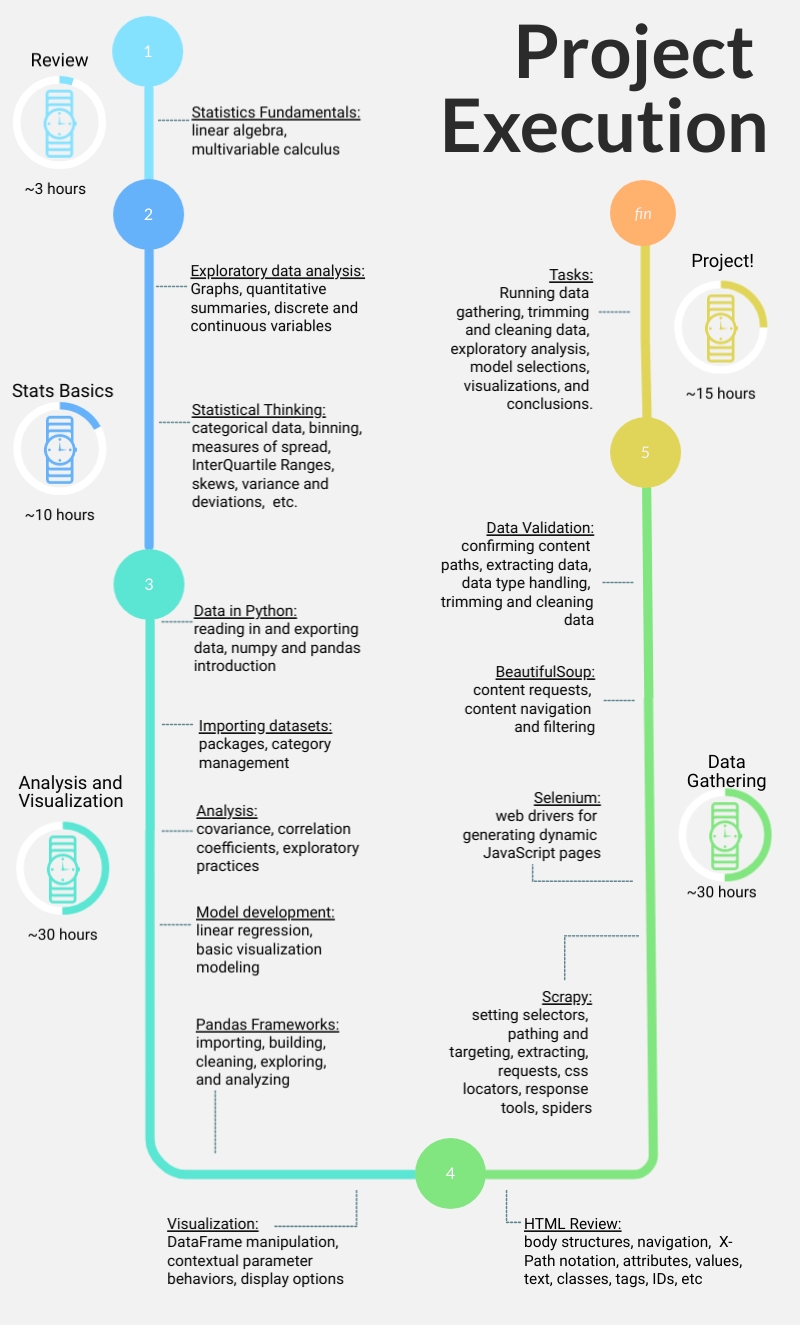 Project
Execution
1
Review
~3 hours
Statistics Fundamentals:
linear algebra,
multivariable calculus
2
Exploratory data analysis:
Graphs, quantitative
summaries, discrete and
continuous variables
Stats Basics
~10 hours
Statistical Thinking:
categorical data, binning,
measures of spread,
InterQuartile Ranges,
skews, variance and
deviations,  etc.
3
Data in Python:
reading in and exporting
data, numpy and pandas
introduction
Importing datasets:
packages, category
management
Analysis and
Visualization
~30 hours
Analysis:
covariance, correlation
coefficients, exploratory
practices
Model development:
linear regression,
basic visualization
modeling
Pandas Frameworks:
importing, building,
cleaning, exploring,
and analyzing
Visualization:
DataFrame manipulation,
contextual parameter
behaviors, display options
4
HTML Review:
body structures, navigation,  X-
Path notation, attributes, values,
text, classes, tags, IDs, etc
Scrapy:
setting selectors,
pathing and
targeting, extracting,
requests, css
locators, response
tools, spiders
Data
Gathering
~30 hours
Selenium:
web drivers for
generating dynamic
JavaScript pages
BeautifulSoup:
content requests,
content navigation
and filtering
Data Validation:
confirming content
paths, extracting data,
data type handling,
trimming and cleaning
data
5
Project!
~15 hours
Tasks:
Running data
gathering, trimming
and cleaning data,
exploratory analysis,
model selections,
visualizations, and
conclusions.
fin